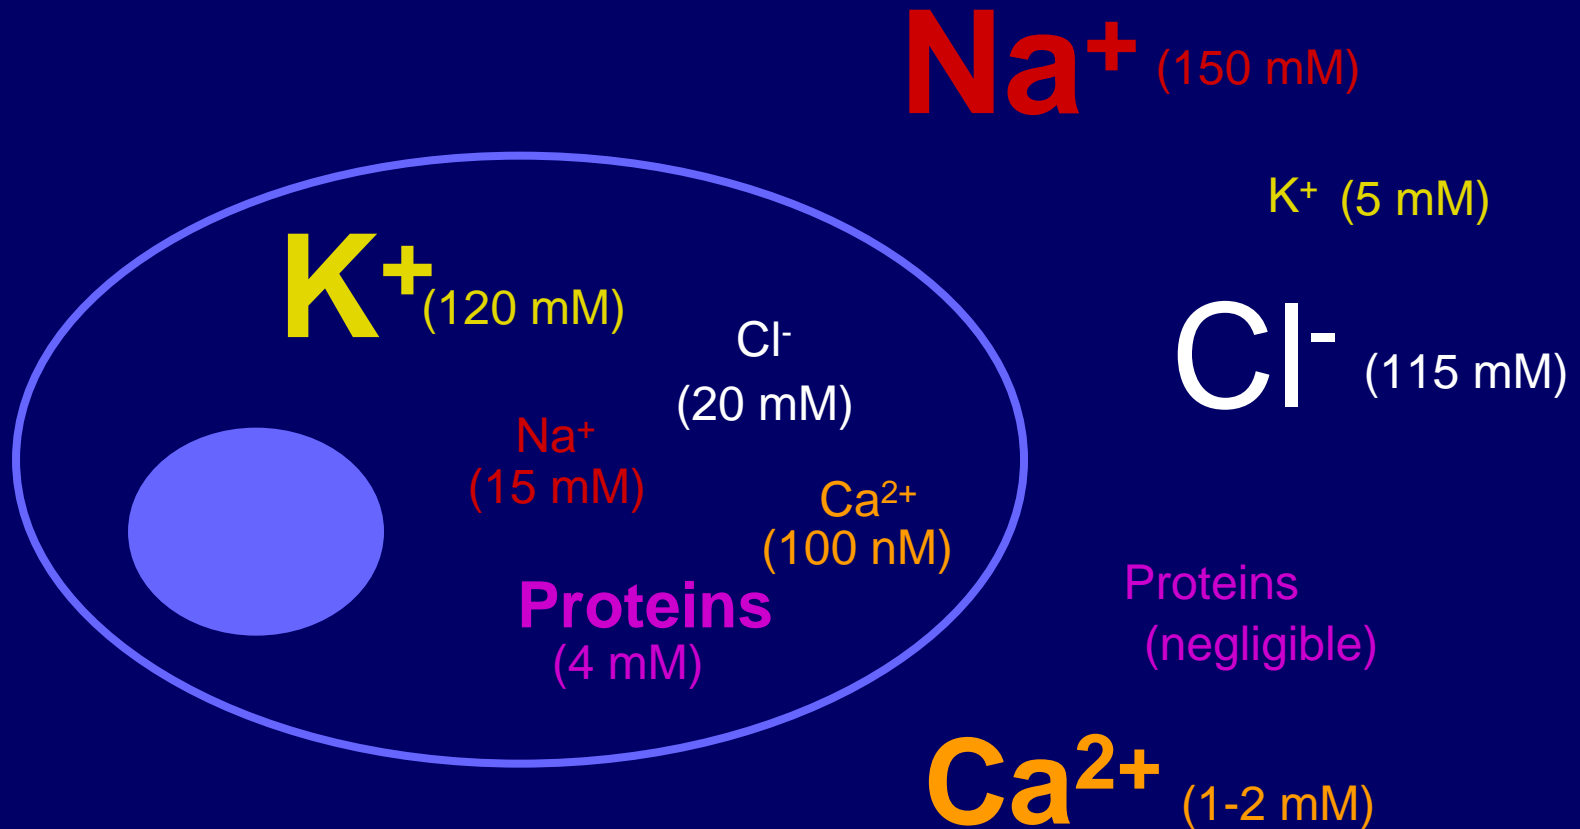 Na⁺ (150 mM)
K⁺ (5 mM)
K⁺ (120 mM)
Cl⁻
(20 mM)
Cl⁻ (115 mM)
Na⁺
(15 mM)
Ca²⁺
(100 nM)
Proteins
(4 mM)
Proteins
(negligible)
Ca²⁺ (1-2 mM)